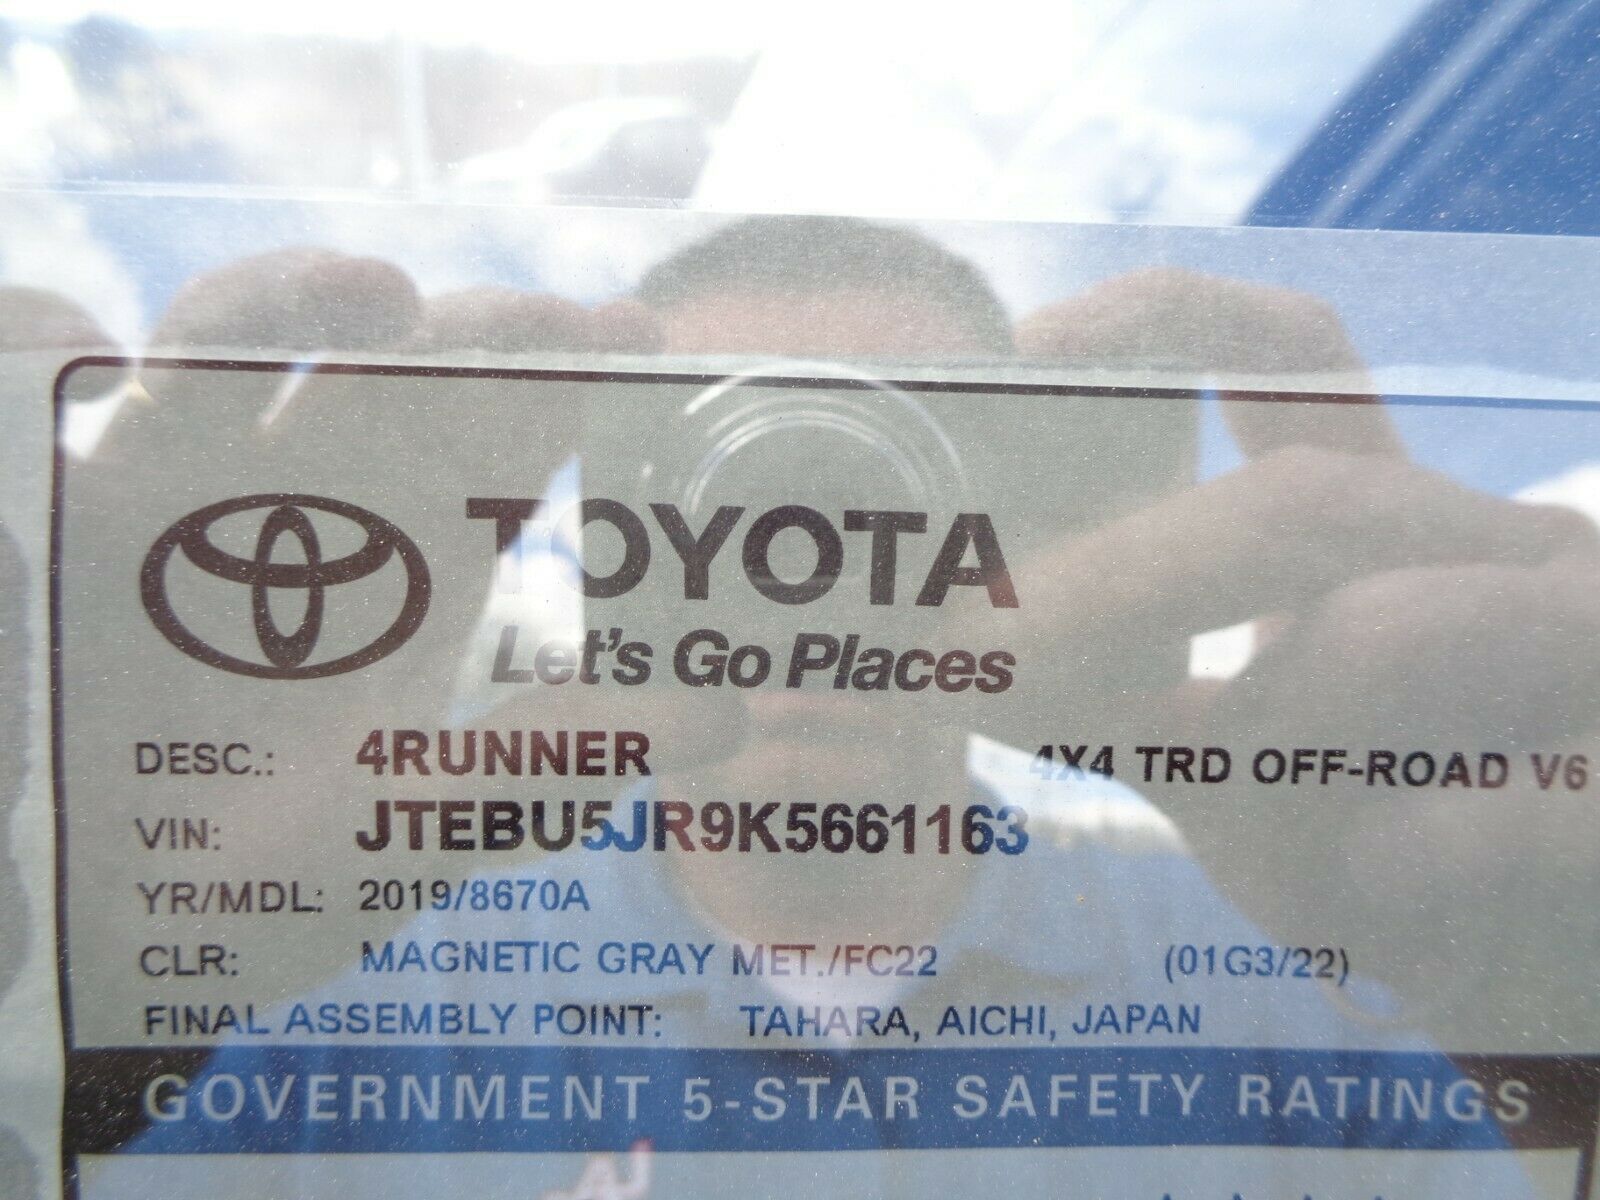 TOYOTA
Let's Go Places
DESC.: 4RUNNER 4X4 TRD OFF-ROAD V6
VIN: JTEBU5JR9K5661163
YR/MDL: 2019/8670A
CLR: MAGNETIC GRAY MET./FC22 (01G3/22)
FINAL ASSEMBLY POINT: TAHARA, AICHI, JAPAN
GOVERNMENT 5-STAR SAFETY RATINGS